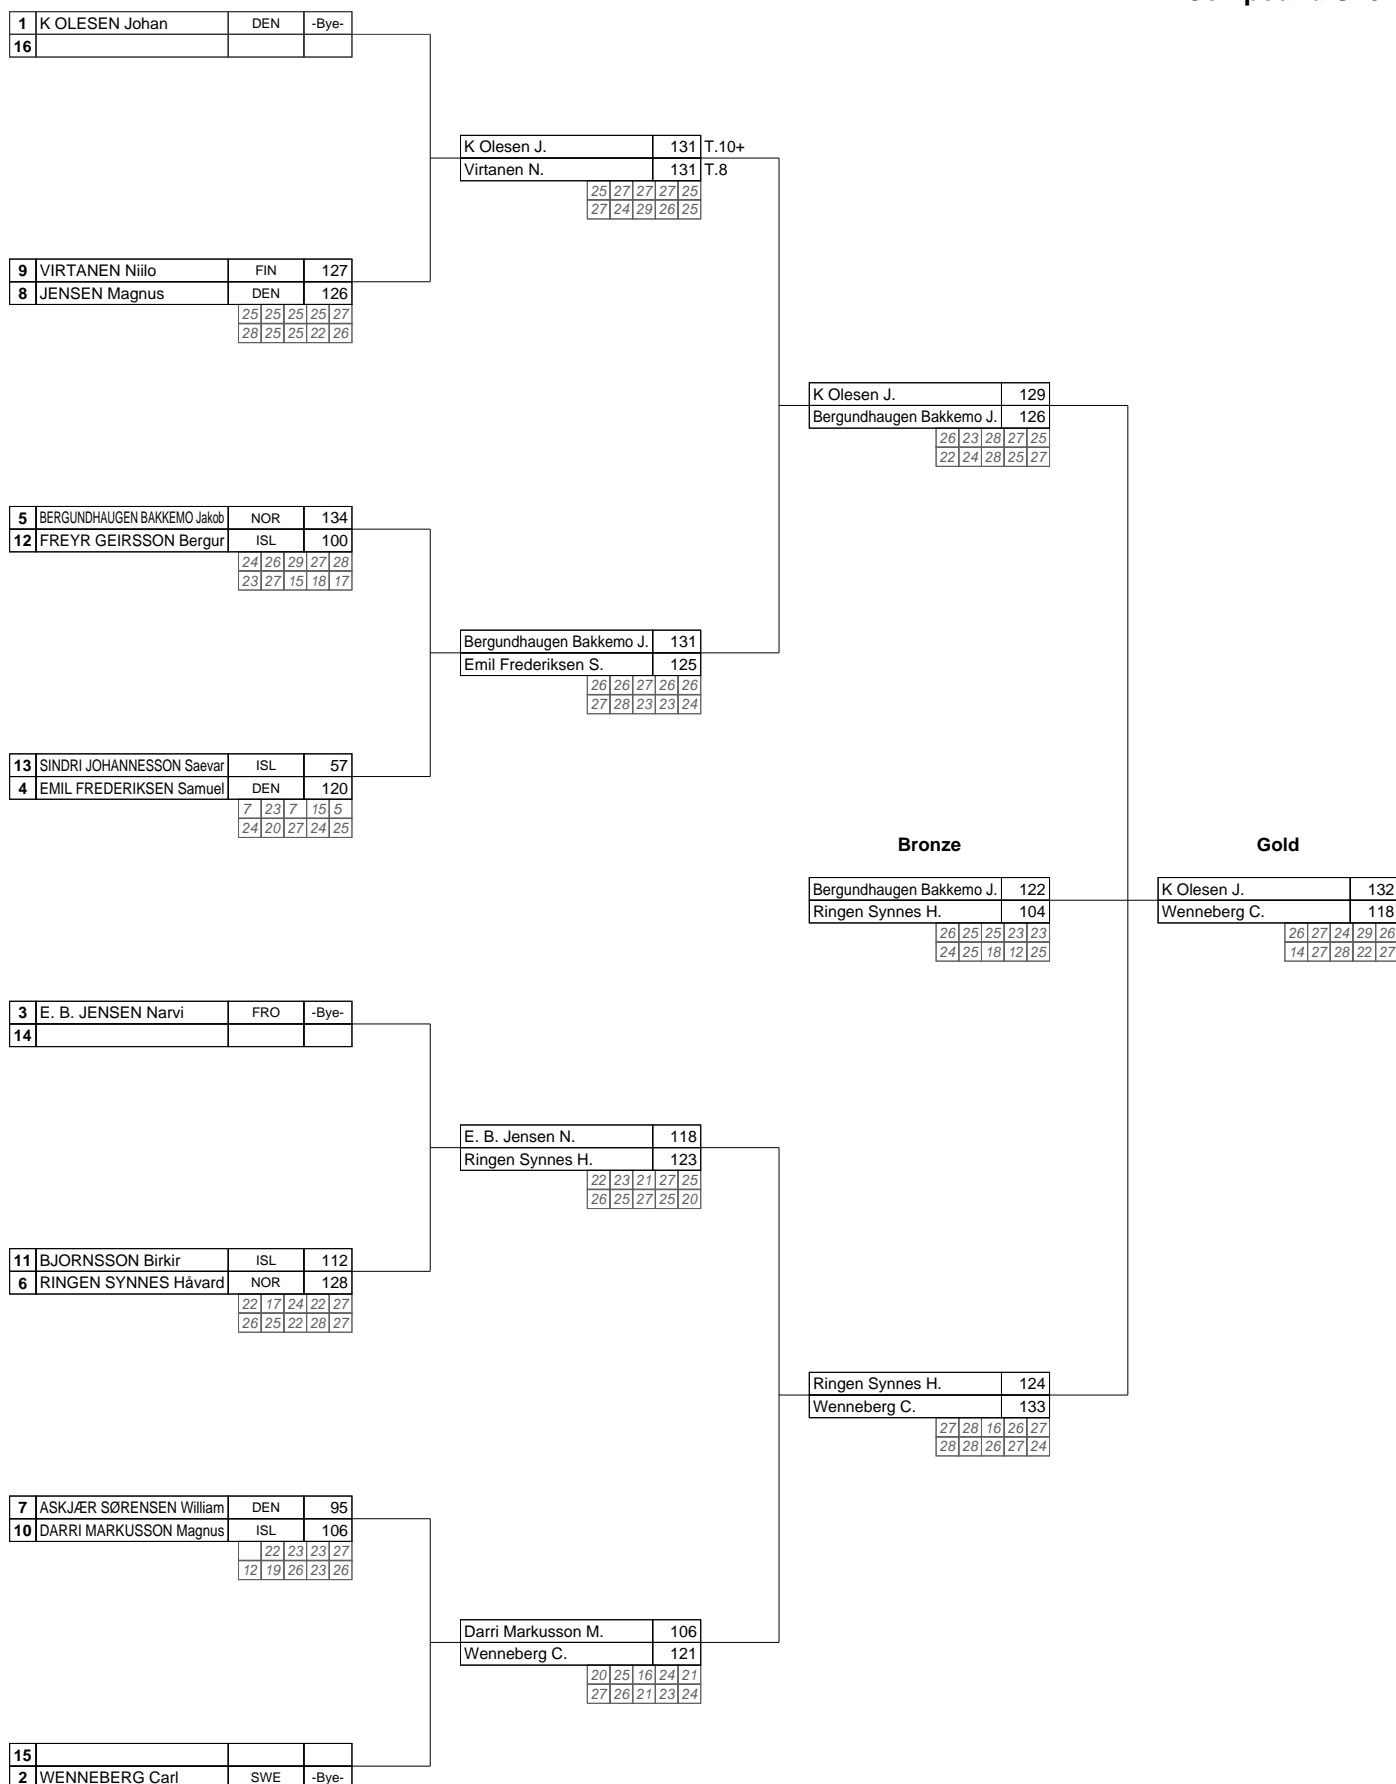 1 K OLESEN Johan DEN -Bye-
16
K Olesen J. 131 T.10+
Virtanen N. 131 T.8
25 27 27 27 25
27 24 29 26 25
9 VIRTANEN Niilo FIN 127
8 JENSEN Magnus DEN 126
25 25 25 25 27
28 25 25 22 26
K Olesen J. 129
Bergundhaugen Bakkemo J. 126
26 23 28 27 25
22 24 28 25 27
5 BERGUNDHAUGEN BAKKEMO Jakob NOR 134
12 FREYR GEIRSSON Bergur ISL 100
24 26 29 27 28
23 27 15 18 17
Bergundhaugen Bakkemo J. 131
Emil Frederiksen S. 125
26 26 27 26 26
27 28 23 23 24
13 SINDRI JOHANNESSON Saevar ISL 57
4 EMIL FREDERIKSEN Samuel DEN 120
7 23 7 15 5
24 20 27 24 25
Bronze Gold
Bergundhaugen Bakkemo J. 122 K Olesen J. 132
Ringen Synnes H. 104 Wenneberg C. 118
26 25 25 23 23 26 27 24 29 26
24 25 18 12 25 14 27 28 22 27
3 E. B. JENSEN Narvi FRO -Bye-
14
E. B. Jensen N. 118
Ringen Synnes H. 123
22 23 21 27 25
26 25 27 25 20
11 BJORNSSON Birkir ISL 112
6 RINGEN SYNNES Håvard NOR 128
22 17 24 22 27
26 25 22 28 27
Ringen Synnes H. 124
Wenneberg C. 133
27 28 16 26 27
28 28 26 27 24
7 ASKJÆR SØRENSEN William DEN 95
10 DARRI MARKUSSON Magnus ISL 106
22 23 23 27
12 19 26 23 26
Darri Markusson M. 106
Wenneberg C. 121
20 25 16 24 21
27 26 21 23 24
15
2 WENNEBERG Carl SWE -Bye-